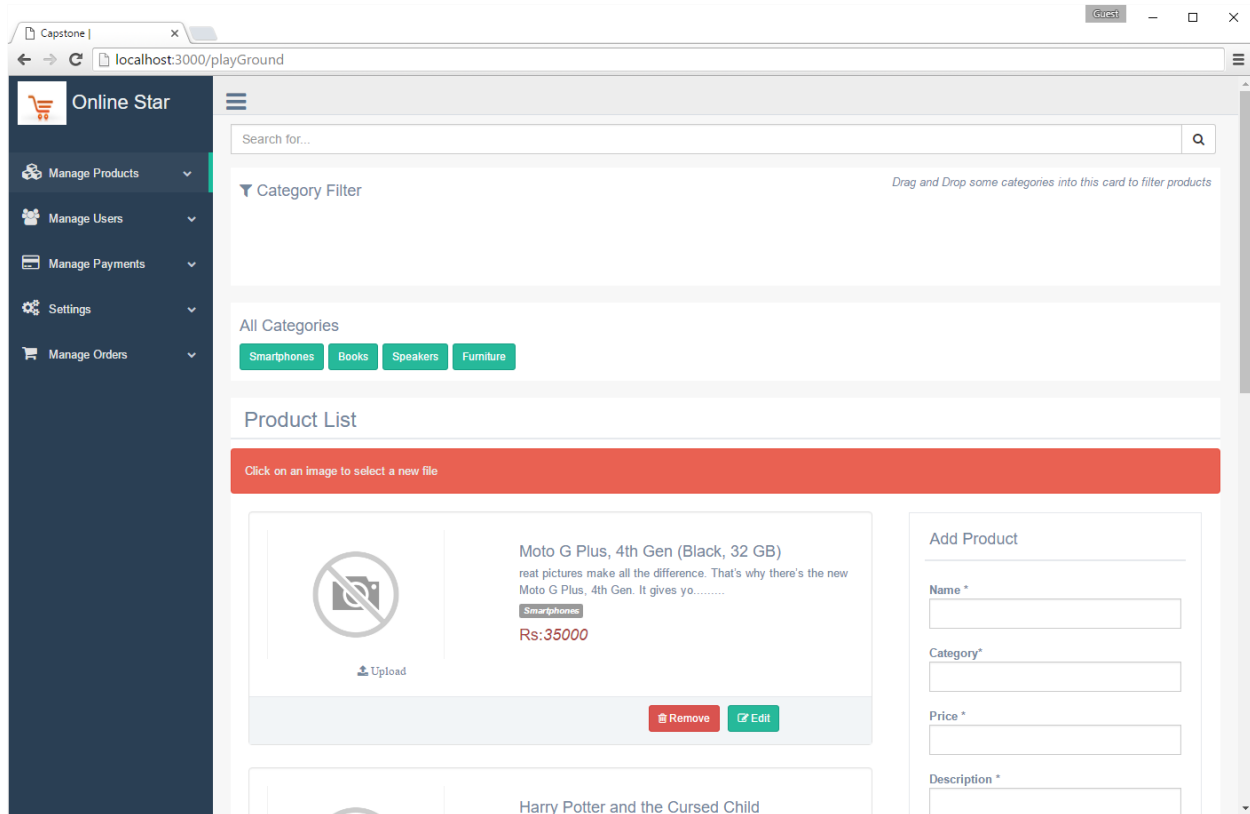 Guest
Capstone |
localhost:3000/playGround
Online Star
Search for...
Manage Products
Manage Users
Manage Payments
Settings
Manage Orders
Category Filter
Drag and Drop some categories into this card to filter products
All Categories
Smartphones Books Speakers Furniture
Product List
Click on an image to select a new file
Moto G Plus, 4th Gen (Black, 32 GB)
reat pictures make all the difference. That's why there's the new
Moto G Plus, 4th Gen. It gives yo.........
Smartphones
Rs:35000
Upload
Remove Edit
Harry Potter and the Cursed Child
Add Product
Name *
Category*
Price *
Description *